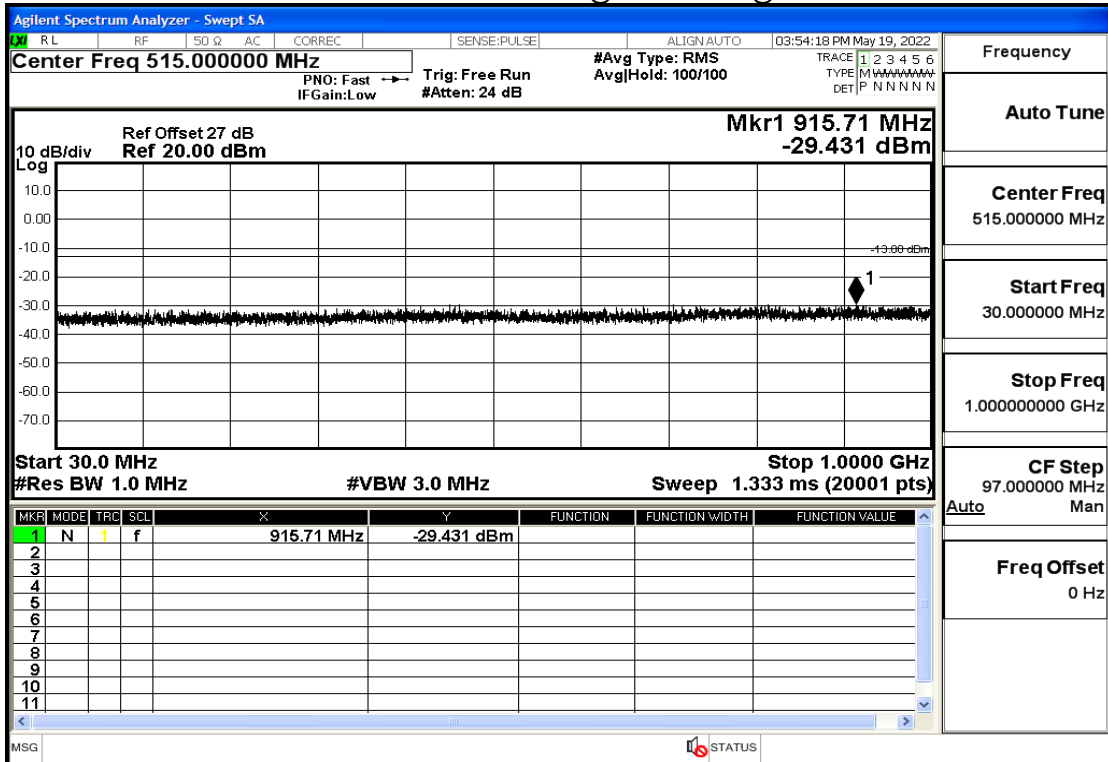 Agilent Spectrum Analyzer - Swept SA
LXI RL RF 50 Ω AC CORREC SENSE:PULSE ALIGN AUTO 03:54:18 PM May 19, 2022
Center Freq 515.000000 MHz
PNO: Fast
IFGain:Low
Trig: Free Run
#Atten: 24 dB
#Avg Type: RMS
Avg|Hold: 100/100
TRACE 1 2 3 4 5 6
TYPE M WWWWW
DET P N N N N N
Ref Offset 27 dB
10 dB/div Ref 20.00 dBm
Log
Mkr1 915.71 MHz
-29.431 dBm
10.0
0.00
-10.0
-13.00 dBm
-20.0
1
-30.0
-40.0
-50.0
-60.0
-70.0
Start 30.0 MHz Stop 1.0000 GHz
#Res BW 1.0 MHz #VBW 3.0 MHz Sweep 1.333 ms (20001 pts)
MKR MODE TRC SCL X Y FUNCTION FUNCTION WIDTH FUNCTION VALUE
1 N 1 f 915.71 MHz -29.431 dBm
2
3
4
5
6
7
8
9
10
11
MSG STATUS
Frequency
Auto Tune
Center Freq
515.000000 MHz
Start Freq
30.000000 MHz
Stop Freq
1.000000000 GHz
CF Step
97.000000 MHz
Auto Man
Freq Offset
0 Hz